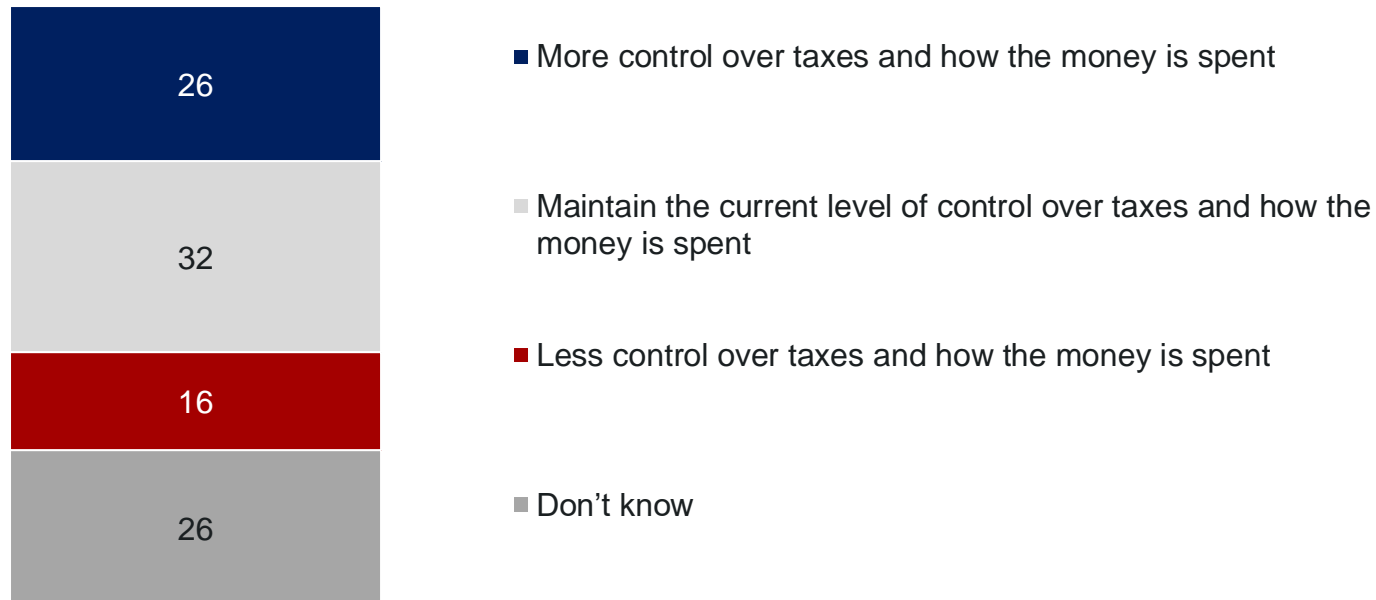 26
More control over taxes and how the money is spent
32
Maintain the current level of control over taxes and how the
money is spent
16
Less control over taxes and how the money is spent
26
Don’t know